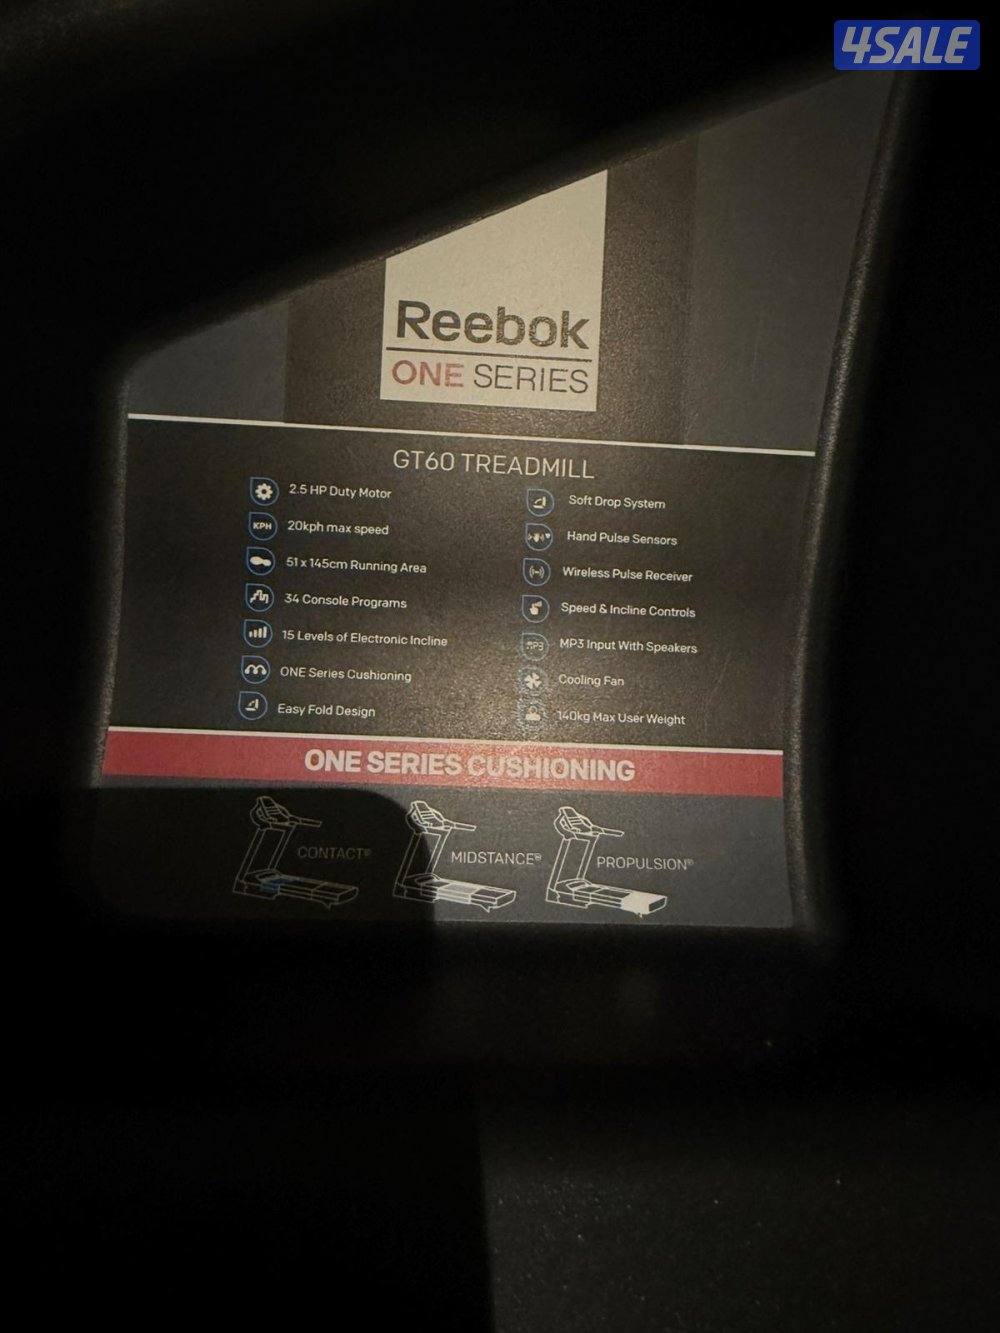 4SALE
Reebok
ONE SERIES
GT60 TREADMILL
2.5 HP Duty Motor
KPH 20kph max speed
51 x 145cm Running Area
34 Console Programs
15 Levels of Electronic Incline
ONE Series Cushioning
Easy Fold Design
Soft Drop System
Hand Pulse Sensors
Wireless Pulse Receiver
Speed & Incline Controls
MP3 MP3 Input With Speakers
Cooling Fan
140kg Max User Weight
ONE SERIES CUSHIONING
CONTACT®
MIDSTANCE®
PROPULSION®